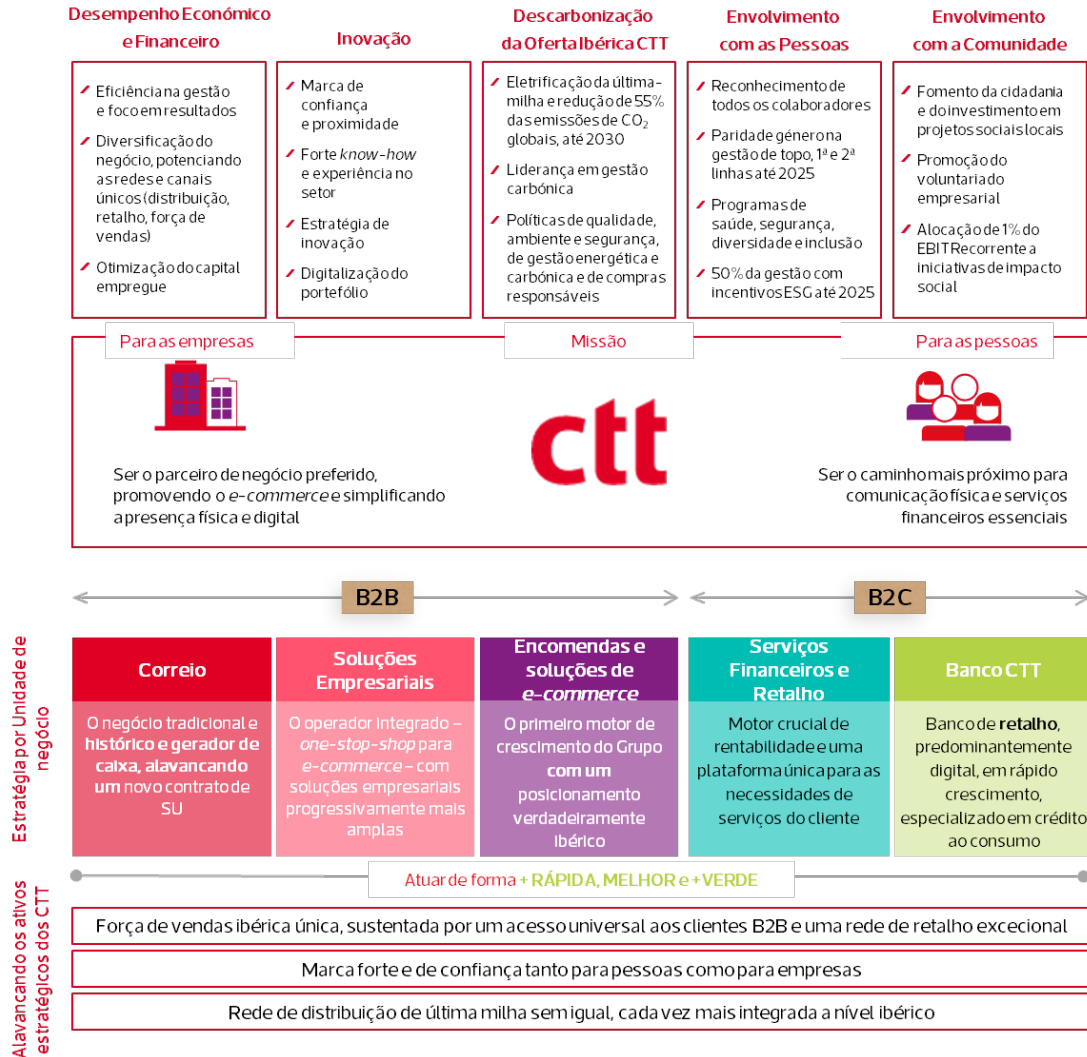 Desempenho Económico
e Financeiro
Eficiência na gestão
e foco em resultados
Diversificação do
negócio, potenciando
as redes e canais
únicos (distribuição,
retalho, força de
vendas)
Otimização do capital
empregue
Inovação
Marca de
confiança
e proximidade
Forte know-how
e experiência no
setor
Estratégia de
inovação
Digitalização do
portefólio
Descarbonização
da Oferta Ibérica CTT
Eletrificação da última-
milha e redução de 55%
das emissões de CO₂
globais, até 2030
Liderança em gestão
carbónica
Políticas de qualidade,
ambiente e segurança,
de gestão energética e
carbónica e de compras
responsáveis
Envolvimento
com as Pessoas
Reconhecimento de
todos os colaboradores
Paridade género na
gestão de topo, 1ª e 2ª
linhas até 2025
Programas de
saúde, segurança,
diversidade e inclusão
50% da gestão com
incentivos ESG até 2025
Envolvimento
com a Comunidade
Fomento da cidadania
e do investimento em
projetos sociais locais
Promoção do
voluntariado
empresarial
Alocação de 1% do
EBIT Recorrente a
iniciativas de impacto
social
Para as empresas
Ser o parceiro de negócio preferido,
promovendo o e-commerce e simplificando
a presença física e digital
Missão
ctt
Para as pessoas
Ser o caminho mais próximo para
comunicação física e serviços
financeiros essenciais
B2B
B2C
Estratégia por Unidade de
negócio
Correio
O negócio tradicional e
histórico e gerador de
caixa, alavancando
um novo contrato de
SU
Soluções
Empresariais
O operador integrado –
one-stop-shop para
e-commerce – com
soluções empresariais
progressivamente mais
amplas
Encomendas e
soluções de
e-commerce
O primeiro motor de
crescimento do Grupo
com um
posicionamento
verdadeiramente
ibérico
Serviços
Financeiros e
Retalho
Motor crucial de
rentabilidade e uma
plataforma única para as
necessidades de
serviços do cliente
Banco CTT
Banco de retalho,
predominantemente
digital, em rápido
crescimento,
especializado em crédito
ao consumo
Alavancando os ativos
estratégicos dos CTT
Atuar de forma + RÁPIDA, MELHOR e + VERDE
Força de vendas ibérica única, sustentada por um acesso universal aos clientes B2B e uma rede de retalho excecional
Marca forte e de confiança tanto para pessoas como para empresas
Rede de distribuição de última milha sem igual, cada vez mais integrada a nível ibérico